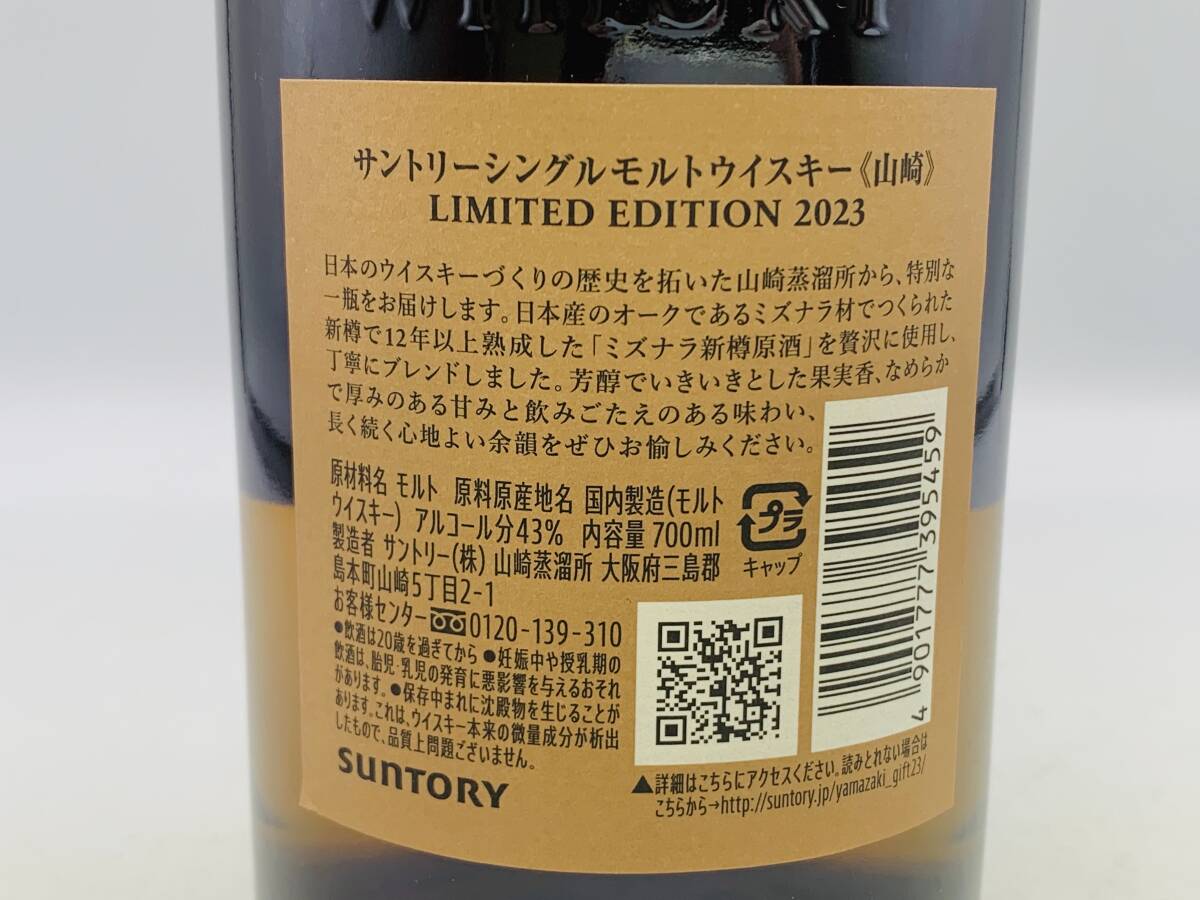 サントリーシングルモルトウイスキー《山崎》
LIMITED EDITION 2023
日本のウイスキーづくりの歴史を拓いた山崎蒸溜所から、特別な
一瓶をお届けします。日本産のオークであるミズナラ材でつくられた
新樽で12年以上熟成した「ミズナラ新樽原酒」を贅沢に使用し、
丁寧にブレンドしました。芳醇でいきいきとした果実香、なめらか
で厚みのある甘みと飲みごたえのある味わい、
長く続く心地よい余韻をぜひお愉しみください。
原材料名 モルト 原料原産地名 国内製造(モルト
ウイスキー) アルコール分43% 内容量 700ml
製造者 サントリー(株) 山崎蒸溜所 大阪府三島郡
島本町山崎5丁目2-1
お客様センター 0120-139-310
●飲酒は20歳を過ぎてから ●妊娠中や授乳期の
飲酒は、胎児・乳児の発育に悪影響を与えるおそれ
があります。●保存中まれに沈殿物を生じることが
あります。これは、ウイスキー本来の微量成分が析出
したもので、品質上問題ございません。
SUNTORY
プラ
キャップ
4 901777 395459
▲詳細はこちらにアクセスください。読みとれない場合は
こちらから→http://suntory.jp/yamazaki_gift23/